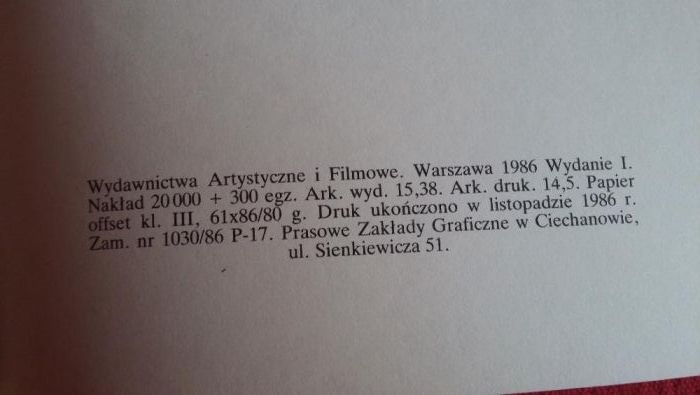 Wydawnictwa Artystyczne i Filmowe. Warszawa 1986 Wydanie I.
Nakład 20 000 + 300 egz. Ark. wyd. 15,38. Ark. druk. 14,5. Papier
offset kl. III, 61x86/80 g. Druk ukończono w listopadzie 1986 r.
Zam. nr 1030/86 P-17. Prasowe Zakłady Graficzne w Ciechanowie,
ul. Sienkiewicza 51.